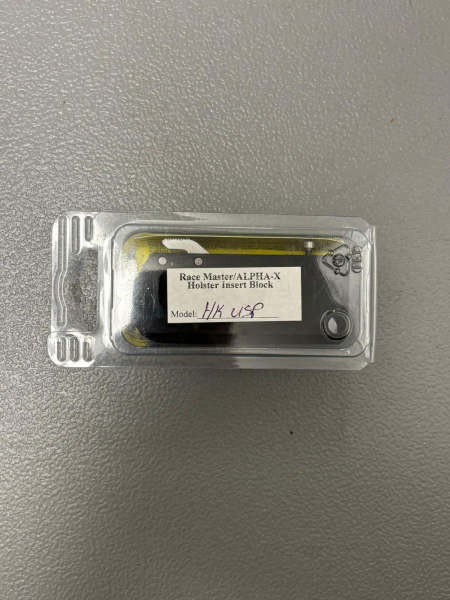 Race Master/ALPHA-X
Holster insert Block
Model: HK USP